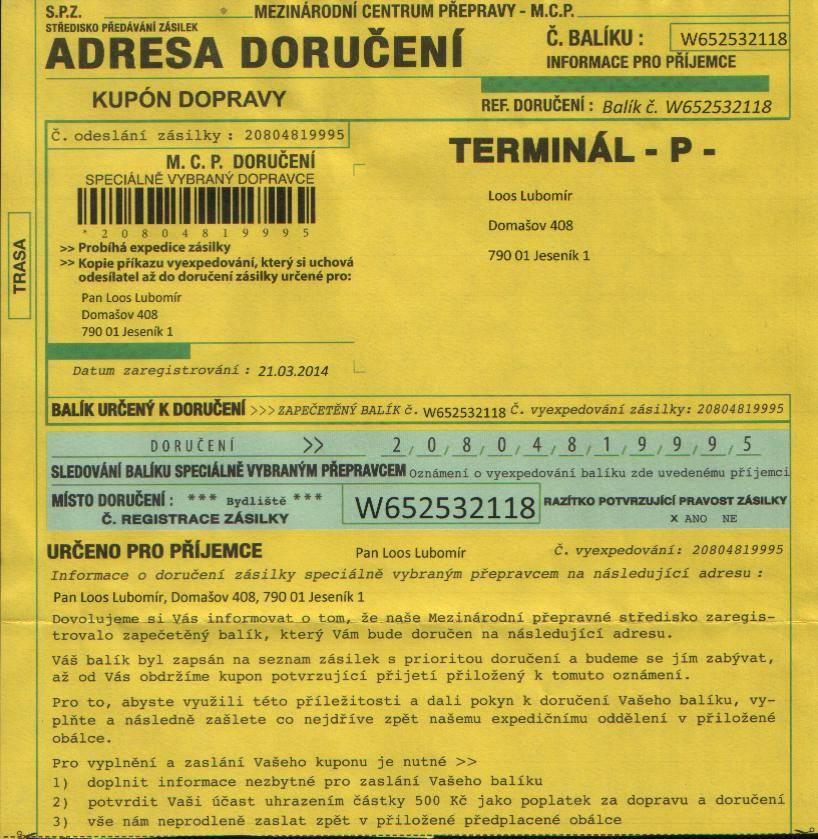 S.P.Z. MEZINÁRODNÍ CENTRUM PŘEPRAVY - M.C.P.
STŘEDISKO PŘEDÁVÁNÍ ZÁSILEK
ADRESA DORUČENÍ
Č. BALÍKU : W652532118
INFORMACE PRO PŘÍJEMCE
KUPÓN DOPRAVY
REF. DORUČENÍ : Balík č. W652532118
Č. odeslání zásilky : 20804819995
M. C. P. DORUČENÍ
SPECIÁLNĚ VYBRANÝ DOPRAVCE
* 2 0 8 0 4 8 1 9 9 9 5
>> Probíhá expedice zásilky
>> Kopie příkazu vyexpedování, který si uchová
odesílatel až do doručení zásilky určené pro:
Pan Loos Lubomír
Domašov 408
790 01 Jeseník 1
Datum zaregistrování : 21.03.2014
TRASA
TERMINÁL - P -
Loos Lubomír
Domašov 408
790 01 Jeseník 1
BALÍK URČENÝ K DORUČENÍ >>> ZAPEČETĚNÝ BALÍK č. W652532118 Č. vyexpedování zásilky: 20804819995
DORUČENÍ >> 2/0/8/0/4/8/1/9/9/9/5
SLEDOVÁNÍ BALÍKU SPECIÁLNĚ VYBRANÝM PŘEPRAVCEM Oznámení o vyexpedování balíku zde uvedenému příjemci
MÍSTO DORUČENÍ : *** Bydliště ***
Č. REGISTRACE ZÁSILKY
W652532118
RAZÍTKO POTVRZUJÍCÍ PRAVOST ZÁSILKY
X ANO NE
URČENO PRO PŘÍJEMCE Pan Loos Lubomír Č. vyexpedování: 20804819995
Informace o doručení zásilky speciálně vybraným přepravcem na následující adresu :
Pan Loos Lubomír, Domašov 408, 790 01 Jeseník 1
Dovolujeme si Vás informovat o tom, že naše Mezinárodní přepravné středisko zaregis-
trovalo zapečetěný balík, který Vám bude doručen na následující adresu.
Váš balík byl zapsán na seznam zásilek s prioritou doručení a budeme se jím zabývat,
až od Vás obdržíme kupon potvrzující přijetí přiložený k tomuto oznámení.
Pro to, abyste využili této příležitosti a dali pokyn k doručení Vašeho balíku, vy-
plňte a následně zašlete co nejdříve zpět našemu expedičnímu oddělení v přiložené
obálce.
Pro vyplnění a zaslání Vašeho kuponu je nutné >>
1) doplnit informace nezbytné pro zaslání Vašeho balíku
2) potvrdit Vaši účast uhrazením částky 500 Kč jako poplatek za dopravu a doručení
3) vše nám neprodleně zaslat zpět v přiložené předplacené obálce